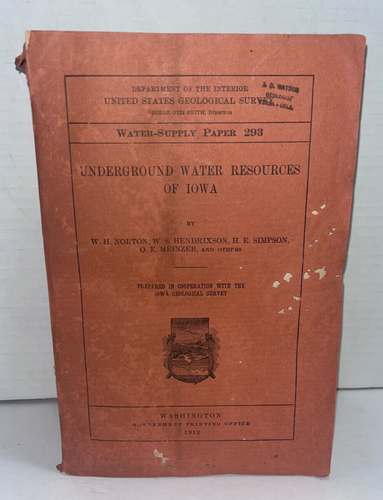 DEPARTMENT OF THE INTERIOR
UNITED STATES GEOLOGICAL SURVEY
GEORGE OTIS SMITH, DIRECTOR
WATER-SUPPLY PAPER 293
UNDERGROUND WATER RESOURCES
OF IOWA
BY
W. H. NORTON, W. S. HENDRIXSON, H. E. SIMPSON,
O. E. MEINZER, AND OTHERS
PREPARED IN COOPERATION WITH THE
IOWA GEOLOGICAL SURVEY
WASHINGTON
GOVERNMENT PRINTING OFFICE
1912
WATSON
GEOLOGIST